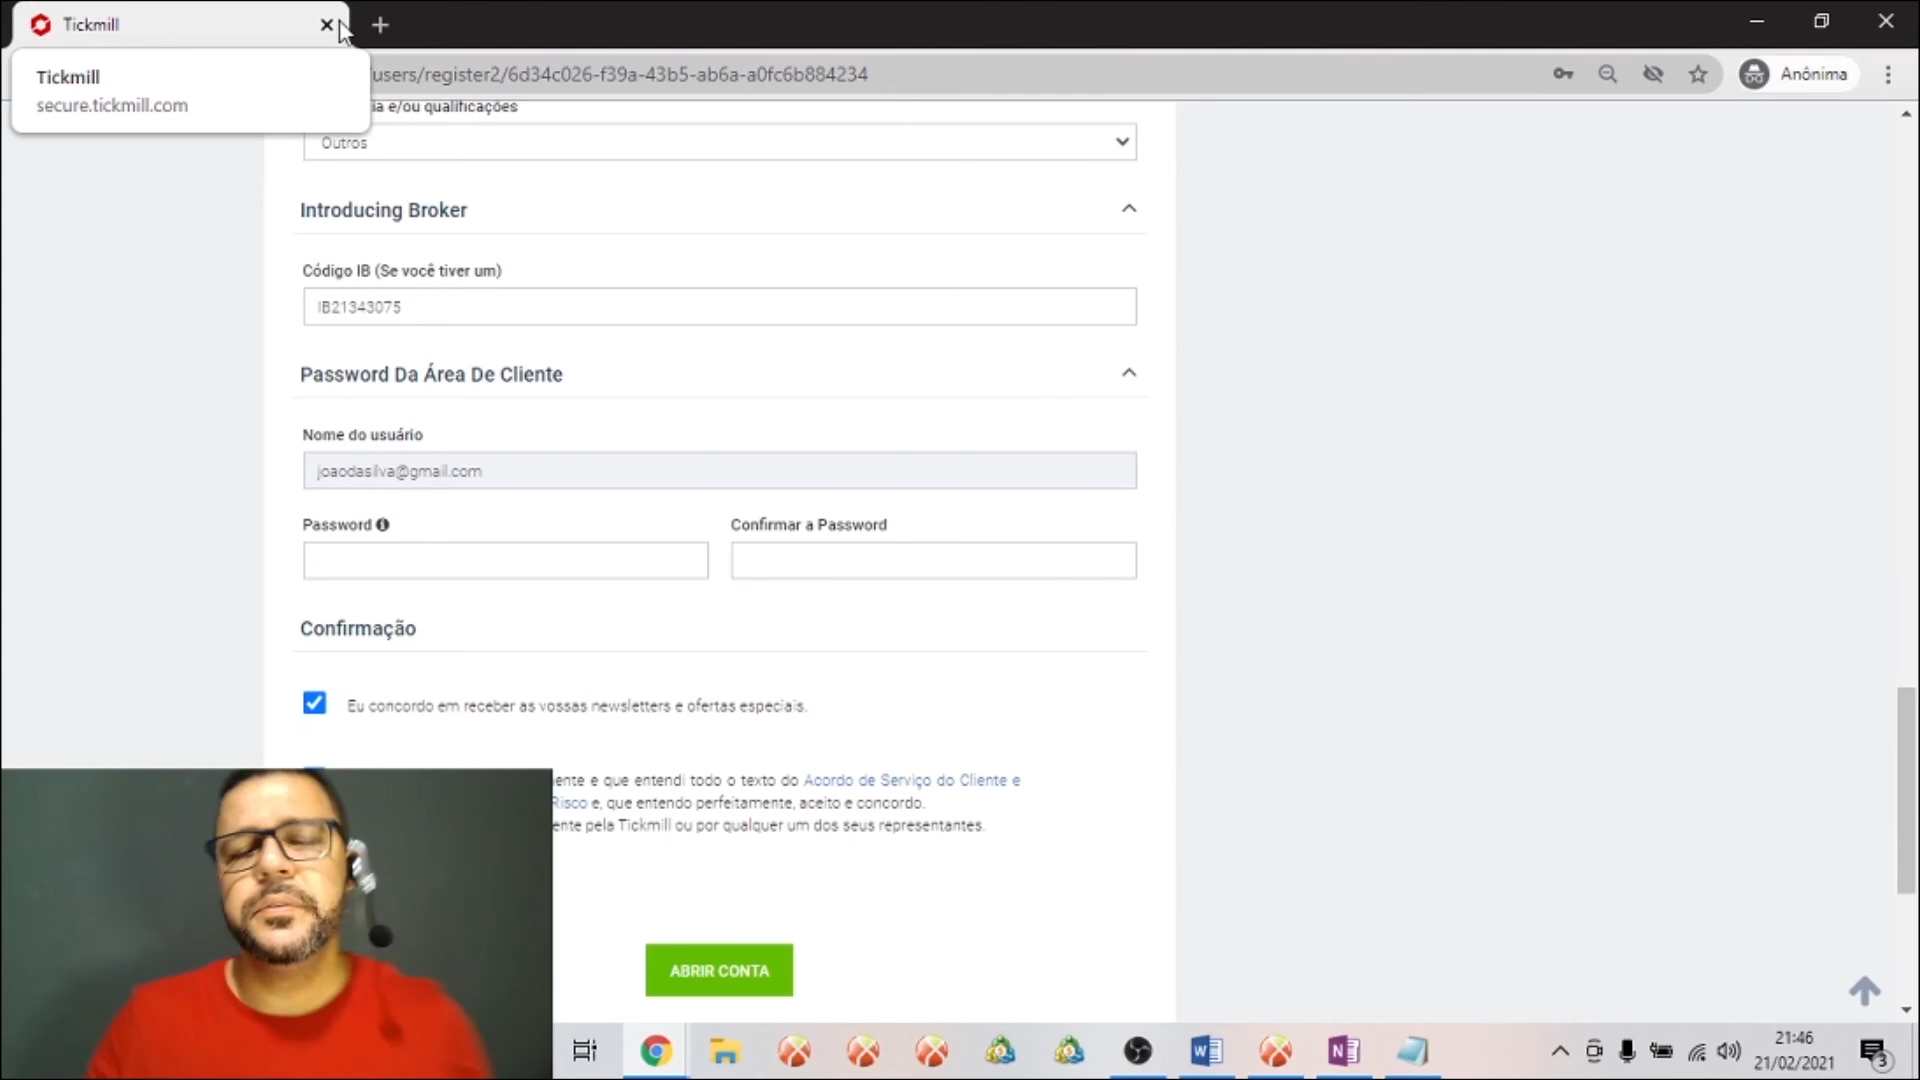 Tickmill
Tickmill
secure.tickmill.com
users/register2/6d34c026-f39a-43b5-ab6a-a0fc6b884234
Anônima
ia e/ou qualificações
Outros
Introducing Broker
Código IB (Se você tiver um)
IB21343075
Password Da Área De Cliente
Nome do usuário
joaodasilva@gmail.com
Password
Confirmar a Password
Confirmação
Eu concordo em receber as vossas newsletters e ofertas especiais.
ente e que entendi todo o texto do Acordo de Serviço do Cliente e
Risco e, que entendo perfeitamente, aceito e concordo.
ente pela Tickmill ou por qualquer um dos seus representantes.
ABRIR CONTA
21:46
21/02/2021
3